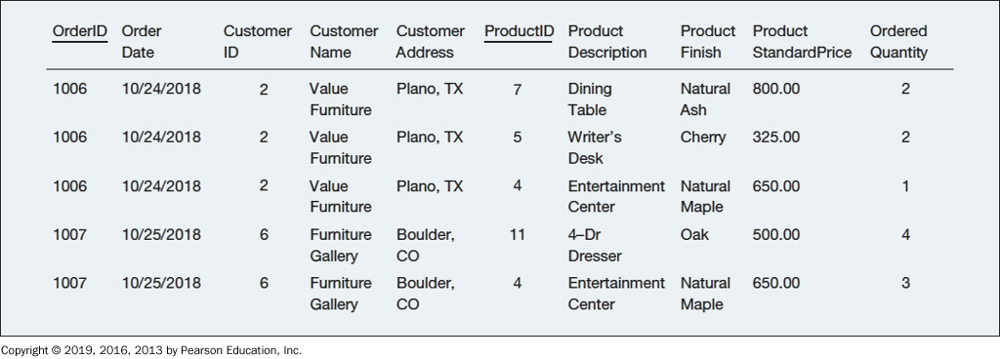 OrderID Order Customer Customer Customer ProductID Product Product Product Ordered
Date ID Name Address Description Finish StandardPrice Quantity
1006 10/24/2018 2 Value Plano, TX 7 Dining Natural 800.00 2
Furniture Table Ash
1006 10/24/2018 2 Value Plano, TX 5 Writer's Cherry 325.00 2
Furniture Desk
1006 10/24/2018 2 Value Plano, TX 4 Entertainment Natural 650.00 1
Furniture Center Maple
1007 10/25/2018 6 Furniture Boulder, 11 4–Dr Oak 500.00 4
Gallery CO Dresser
1007 10/25/2018 6 Furniture Boulder, 4 Entertainment Natural 650.00 3
Gallery CO Center Maple
Copyright © 2019, 2016, 2013 by Pearson Education, Inc.